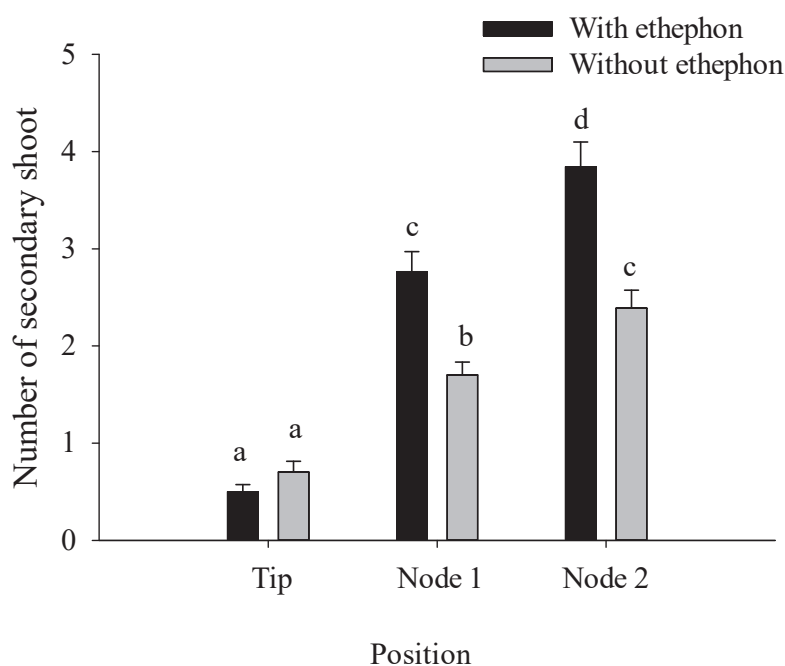 With ethephon
Without ethephon
Number of secondary shoot
5
4
3
2
1
0
a
a
c
b
d
c
Tip
Node 1
Node 2
Position